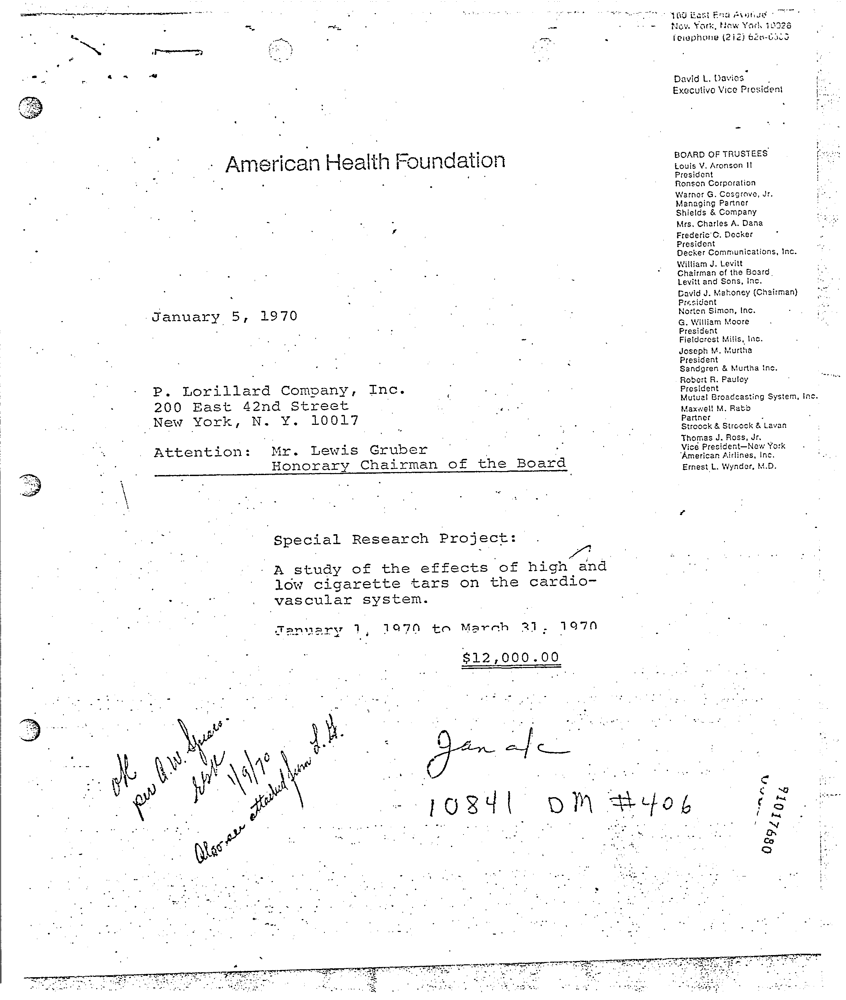 160 East End Avenue
New York, New York 10028
Telephone (212)
David L. Davies
Executive Vice President
American Health Foundation
BOARD OF TRUSTEES
Louis V. Aronson II
President
Ronson Corporation
Warner G. Cosgrove, Jr.
Managing Partner
Shields & Company
Mrs. Charles A. Dana
Frederic C. Decker
President
Decker Communications, Inc.
William J. Levitt
Chairman of the Board
Levitt and Sons, Inc.
David J. Mahoney (Chairman)
President
Norton Simon, Inc.
G. William Moore
President
Fieldcrest Mills, Inc.
Joseph M. Murtha
President
Sandgren & Murtha Inc.
Robert R. Pauley
President
Mutual Broadcasting System, Inc.
Maxwell M. Rabb
Partner
Stroock & Stroock & Lavan
Thomas J. Ross, Jr.
Vice President—New York
American Airlines, Inc.
Ernest L. Wynder, M.D.
January 5, 1970
P. Lorillard Company, Inc.
200 East 42nd Street
New York, N. Y. 10017
Attention: Mr. Lewis Gruber
Honorary Chairman of the Board
Special Research Project:
A study of the effects of high and
low cigarette tars on the cardio-
vascular system.
January 1, 1970 to March 31, 1970
$12,000.00
OK
per A.W. Spears.
1/9/70
Also see attached from L.G.
Jan a/c
10841 DM #406
91017680